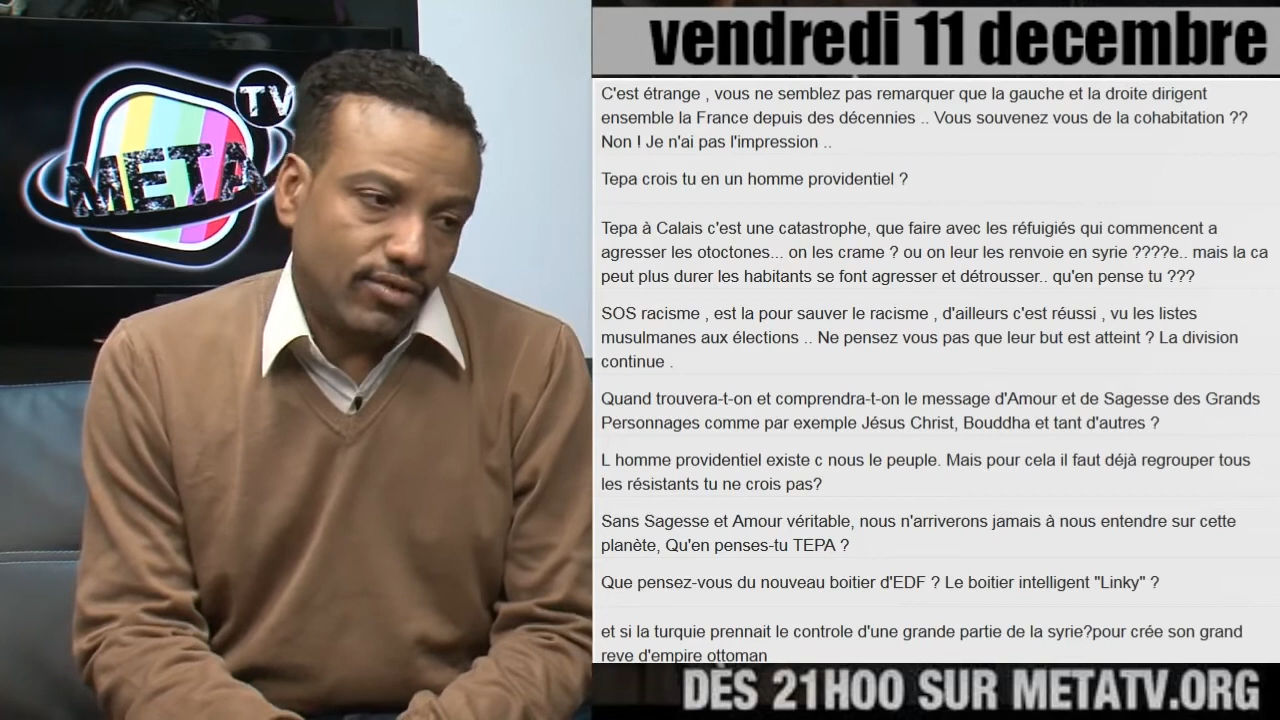 META
TV
vendredi 11 decembre
C'est étrange , vous ne semblez pas remarquer que la gauche et la droite dirigent
ensemble la France depuis des décennies .. Vous souvenez vous de la cohabitation ??
Non ! Je n'ai pas l'impression ..
Tepa crois tu en un homme providentiel ?
Tepa à Calais c'est une catastrophe, que faire avec les réfuigiés qui commencent a
agresser les otoctones... on les crame ? ou on leur les renvoie en syrie ????e.. mais la ca
peut plus durer les habitants se font agresser et détrousser.. qu'en pense tu ???
SOS racisme , est la pour sauver le racisme , d'ailleurs c'est réussi , vu les listes
musulmanes aux élections .. Ne pensez vous pas que leur but est atteint ? La division
continue .
Quand trouvera-t-on et comprendra-t-on le message d'Amour et de Sagesse des Grands
Personnages comme par exemple Jésus Christ, Bouddha et tant d'autres ?
L homme providentiel existe c nous le peuple. Mais pour cela il faut déjà regrouper tous
les résistants tu ne crois pas?
Sans Sagesse et Amour véritable, nous n'arriverons jamais à nous entendre sur cette
planète, Qu'en penses-tu TEPA ?
Que pensez-vous du nouveau boitier d'EDF ? Le boitier intelligent "Linky" ?
et si la turquie prennait le controle d'une grande partie de la syrie?pour crée son grand
reve d'empire ottoman
DÈS 21H00 SUR METATV.ORG